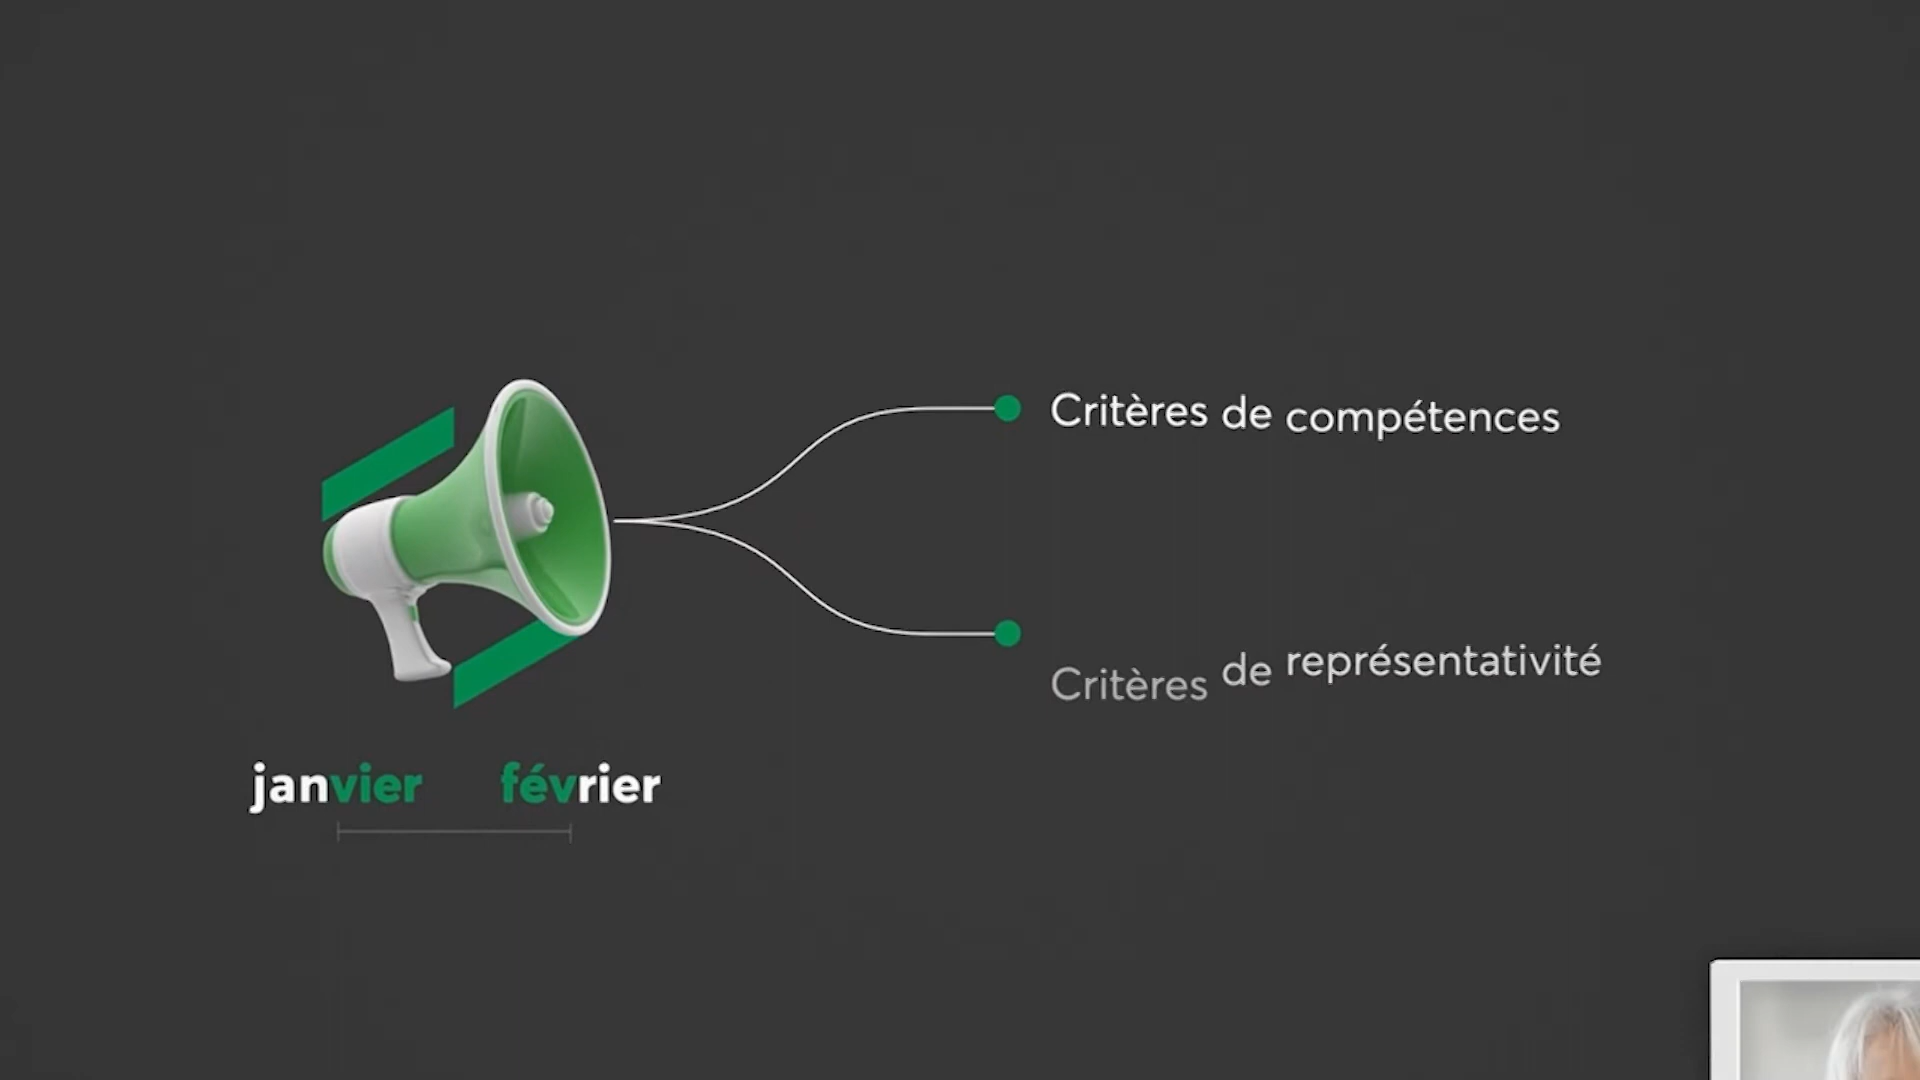 Critères de compétences
Critères de représentativité
janvier février